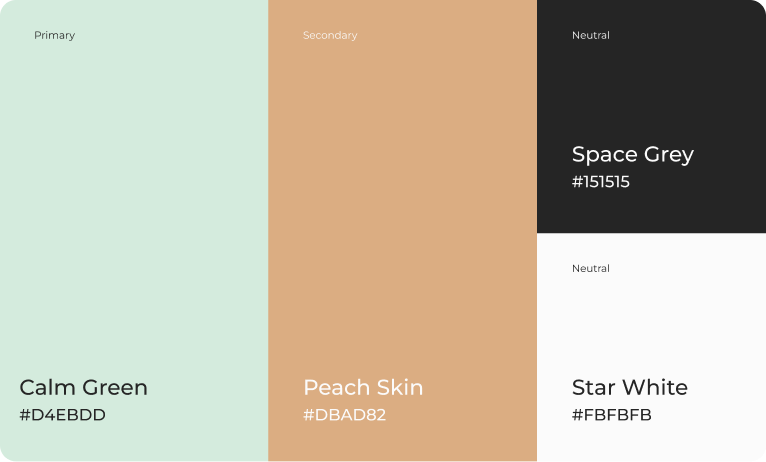 Primary
Calm Green
#D4EBDD
Secondary
Peach Skin
#DBAD82
Neutral
Space Grey
#151515
Neutral
Star White
#FBFBFB